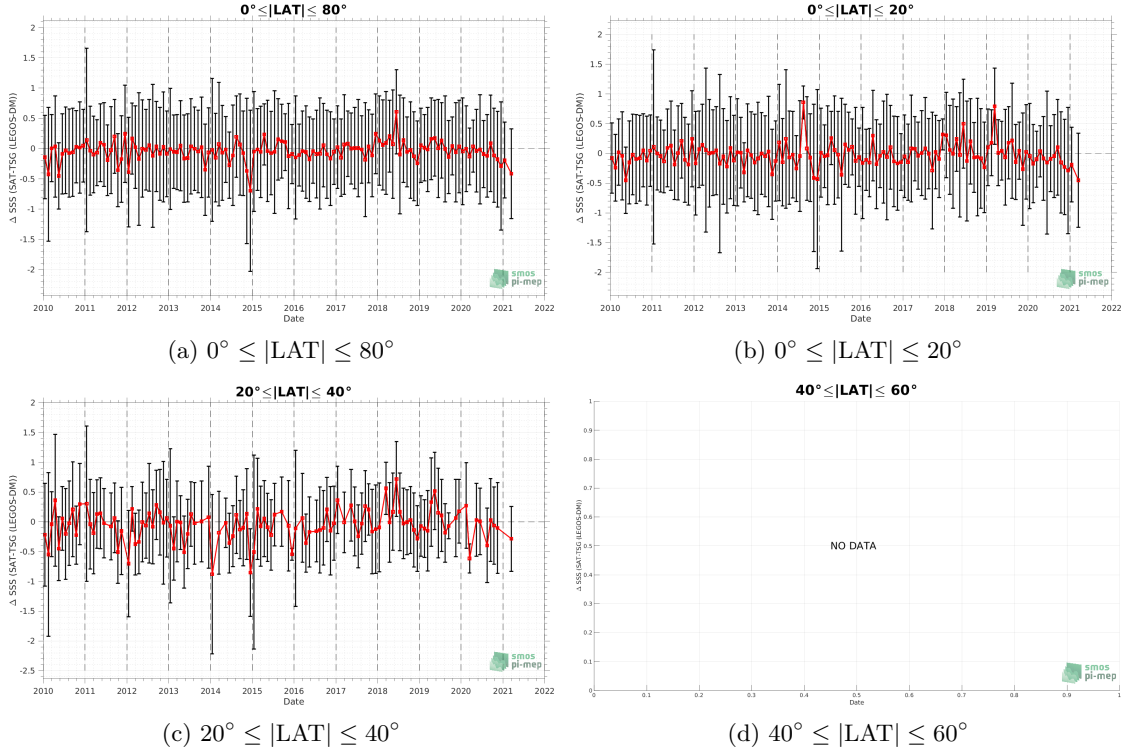 0°≤|LAT|≤ 80°
Δ SSS (SAT-TSG (LEGOS-DM))
2
1.5
1
0.5
0
-0.5
-1
-1.5
-2
2010 2011 2012 2013 2014 2015 2016 2017 2018 2019 2020 2021 2022
Date
smos
pi-mep
(a) 0° ≤ |LAT| ≤ 80°
0°≤|LAT|≤ 20°
Δ SSS (SAT-TSG (LEGOS-DM))
2
1.5
1
0.5
0
-0.5
-1
-1.5
-2
2010 2011 2012 2013 2014 2015 2016 2017 2018 2019 2020 2021 2022
Date
smos
pi-mep
(b) 0° ≤ |LAT| ≤ 20°
20°≤|LAT|≤ 40°
Δ SSS (SAT-TSG (LEGOS-DM))
2
1.5
1
0.5
0
-0.5
-1
-1.5
-2
-2.5
2010 2011 2012 2013 2014 2015 2016 2017 2018 2019 2020 2021 2022
Date
smos
pi-mep
(c) 20° ≤ |LAT| ≤ 40°
40°≤|LAT|≤ 60°
Δ SSS (SAT-TSG (LEGOS-DM))
1
0.9
0.8
0.7
0.6
0.5
0.4
0.3
0.2
0.1
0
NO DATA
0 0.1 0.2 0.3 0.4 0.5 0.6 0.7 0.8 0.9 1
Date
smos
pi-mep
(d) 40° ≤ |LAT| ≤ 60°